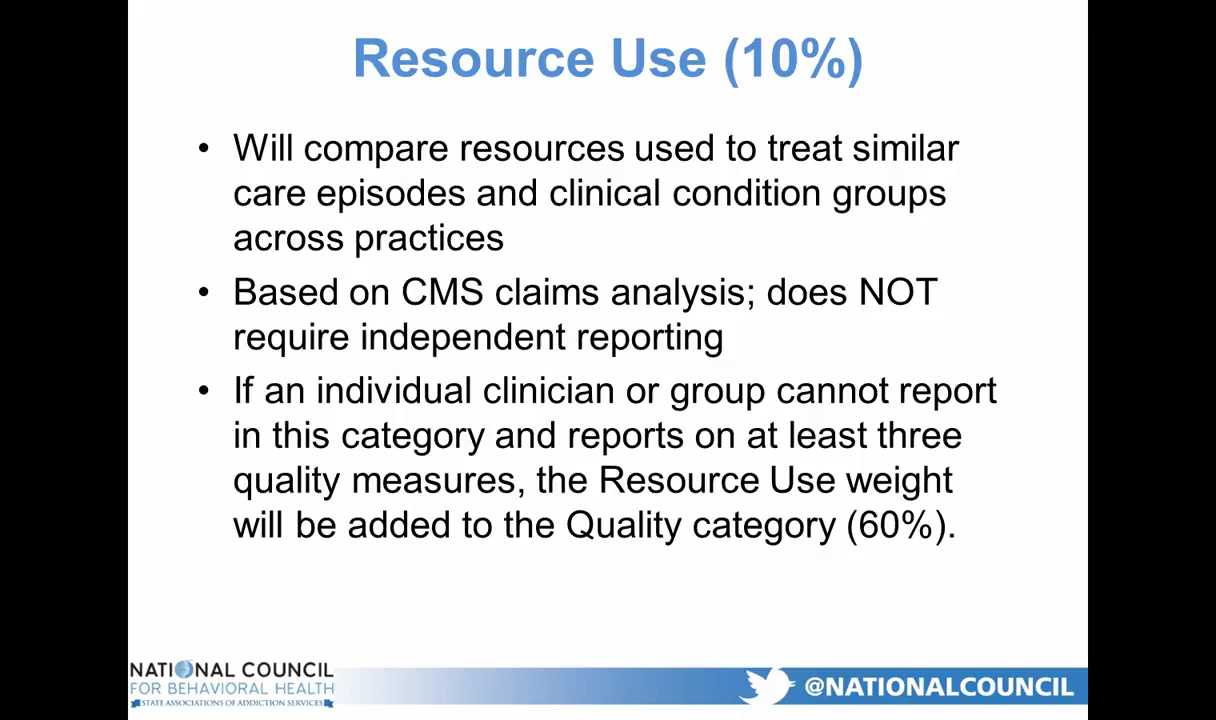 Resource Use (10%)
• Will compare resources used to treat similar
care episodes and clinical condition groups
across practices
• Based on CMS claims analysis; does NOT
require independent reporting
• If an individual clinician or group cannot report
in this category and reports on at least three
quality measures, the Resource Use weight
will be added to the Quality category (60%).
NATIONAL COUNCIL
FOR BEHAVIORAL HEALTH
STATE ASSOCIATIONS OF ADDICTION SERVICES
@NATIONALCOUNCIL